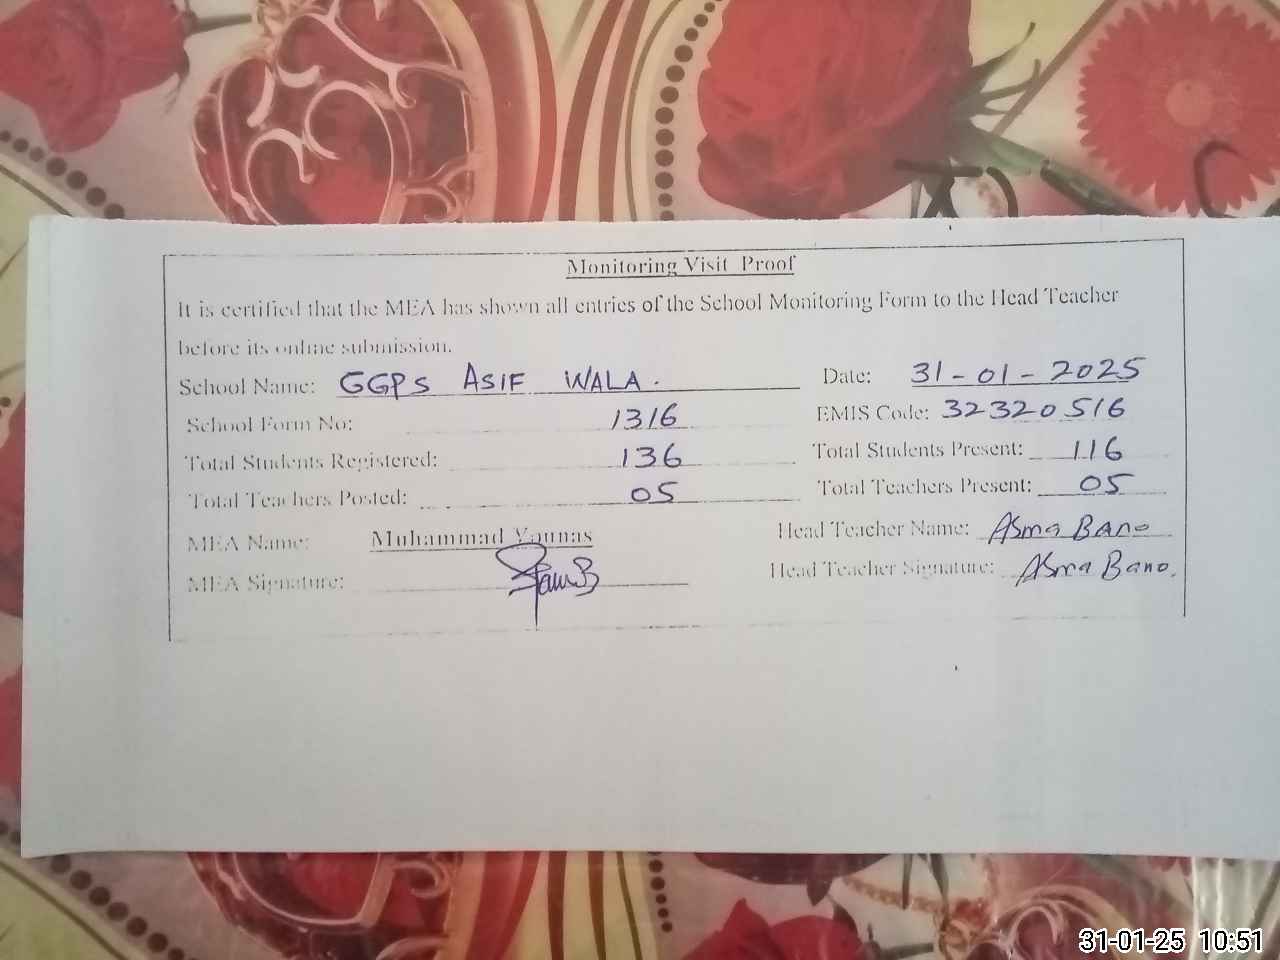 Monitoring Visit Proof
It is certified that the MEA has shown all entries of the School Monitoring Form to the Head Teacher
before its online submission.
School Name: GGPS ASIF WALA. Date: 31-01-2025
School Form No: 1316 EMIS Code: 32320516
Total Students Registered: 136 Total Students Present: 116
Total Teachers Posted: 05 Total Teachers Present: 05
MEA Name: Muhammad Younas Head Teacher Name: Asma Bano
MEA Signature: Head Teacher Signature: Asma Bano.
31-01-25 10:51